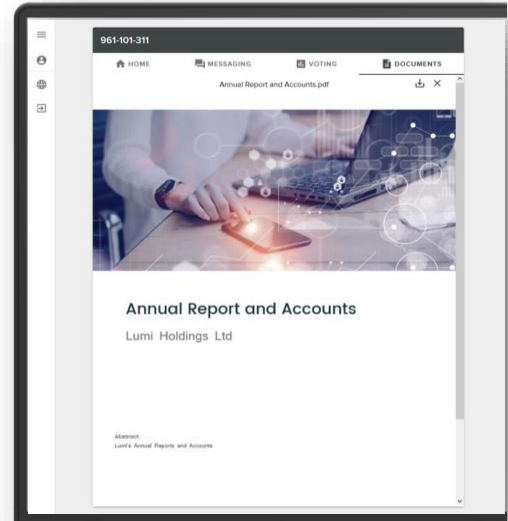 961-101-311
HOME MESSAGING VOTING DOCUMENTS
Annual Report and Accounts.pdf
Annual Report and Accounts
Lumi Holdings Ltd
Abstract:
Lumi's Annual Reports and Accounts